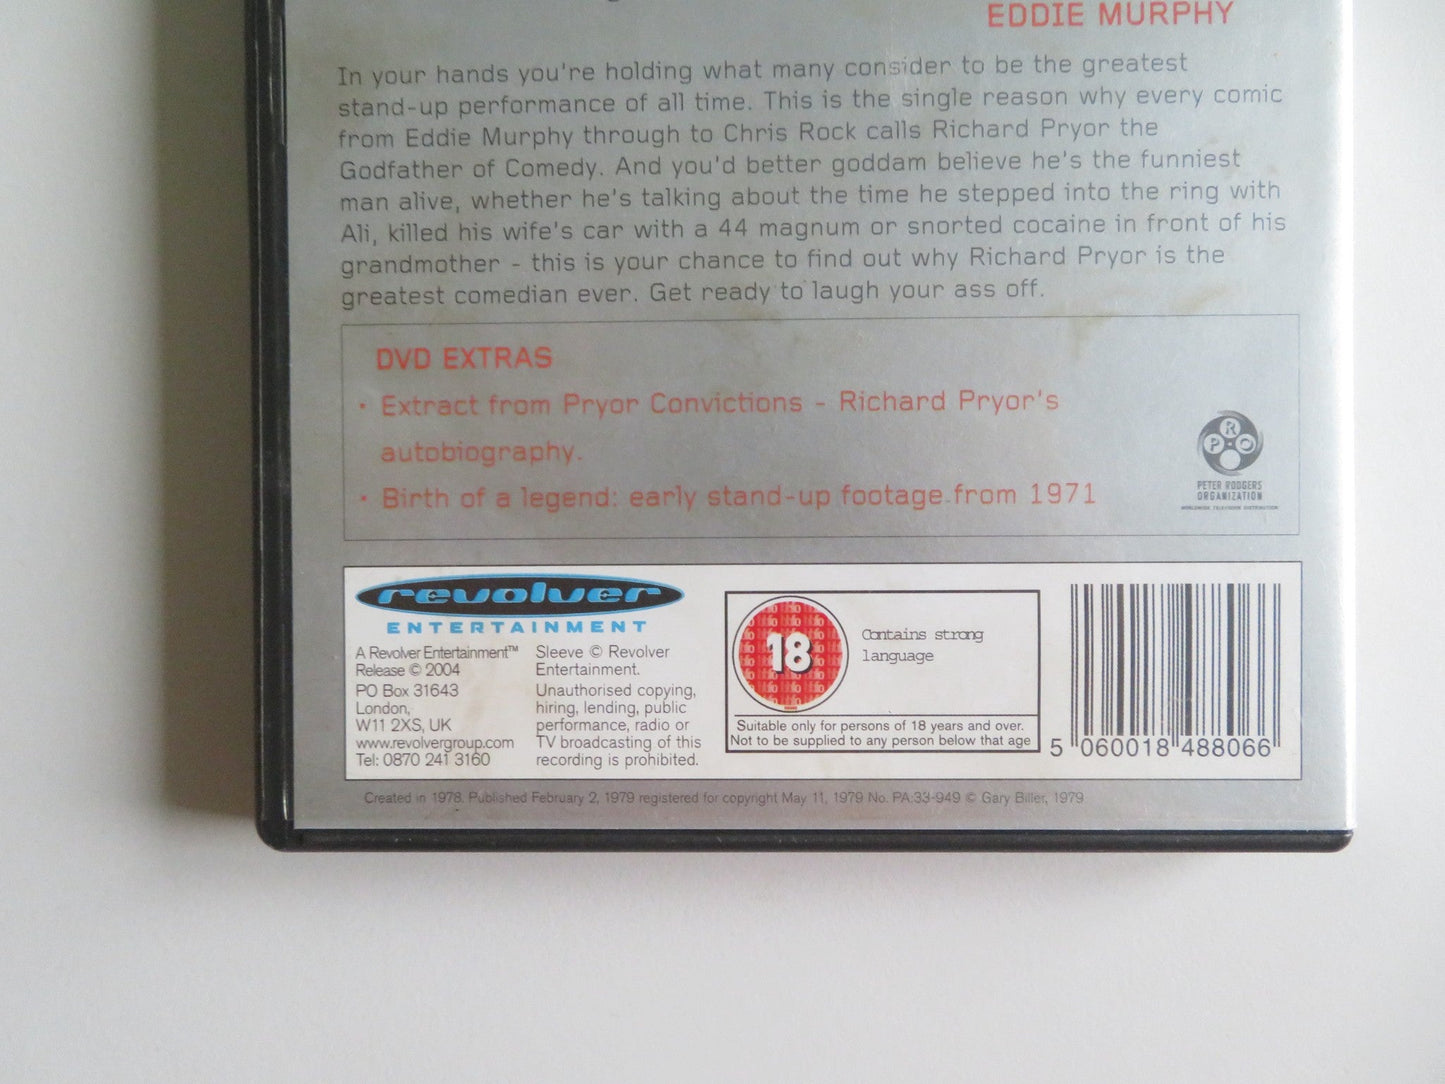 EDDIE MURPHY
In your hands you're holding what many consider to be the greatest
stand-up performance of all time. This is the single reason why every comic
from Eddie Murphy through to Chris Rock calls Richard Pryor the
Godfather of Comedy. And you'd better goddam believe he's the funniest
man alive, whether he's talking about the time he stepped into the ring with
Ali, killed his wife's car with a 44 magnum or snorted cocaine in front of his
grandmother - this is your chance to find out why Richard Pryor is the
greatest comedian ever. Get ready to laugh your ass off.
DVD EXTRAS
• Extract from Pryor Convictions - Richard Pryor's
autobiography.
• Birth of a legend: early stand-up footage from 1971
PRO
PETER RODGERS
ORGANIZATION
WORLDWIDE TELEVISION DISTRIBUTION
revolver
ENTERTAINMENT
A Revolver Entertainment™
Release © 2004
PO Box 31643
London,
W11 2XS, UK
www.revolvergroup.com
Tel: 0870 241 3160
Sleeve © Revolver
Entertainment.
Unauthorised copying,
hiring, lending, public
performance, radio or
TV broadcasting of this
recording is prohibited.
18
Contains strong
language
Suitable only for persons of 18 years and over.
Not to be supplied to any person below that age
5 060018 488066
Created in 1978. Published February 2, 1979 registered for copyright May 11, 1979 No. PA:33-949 © Gary Biller, 1979